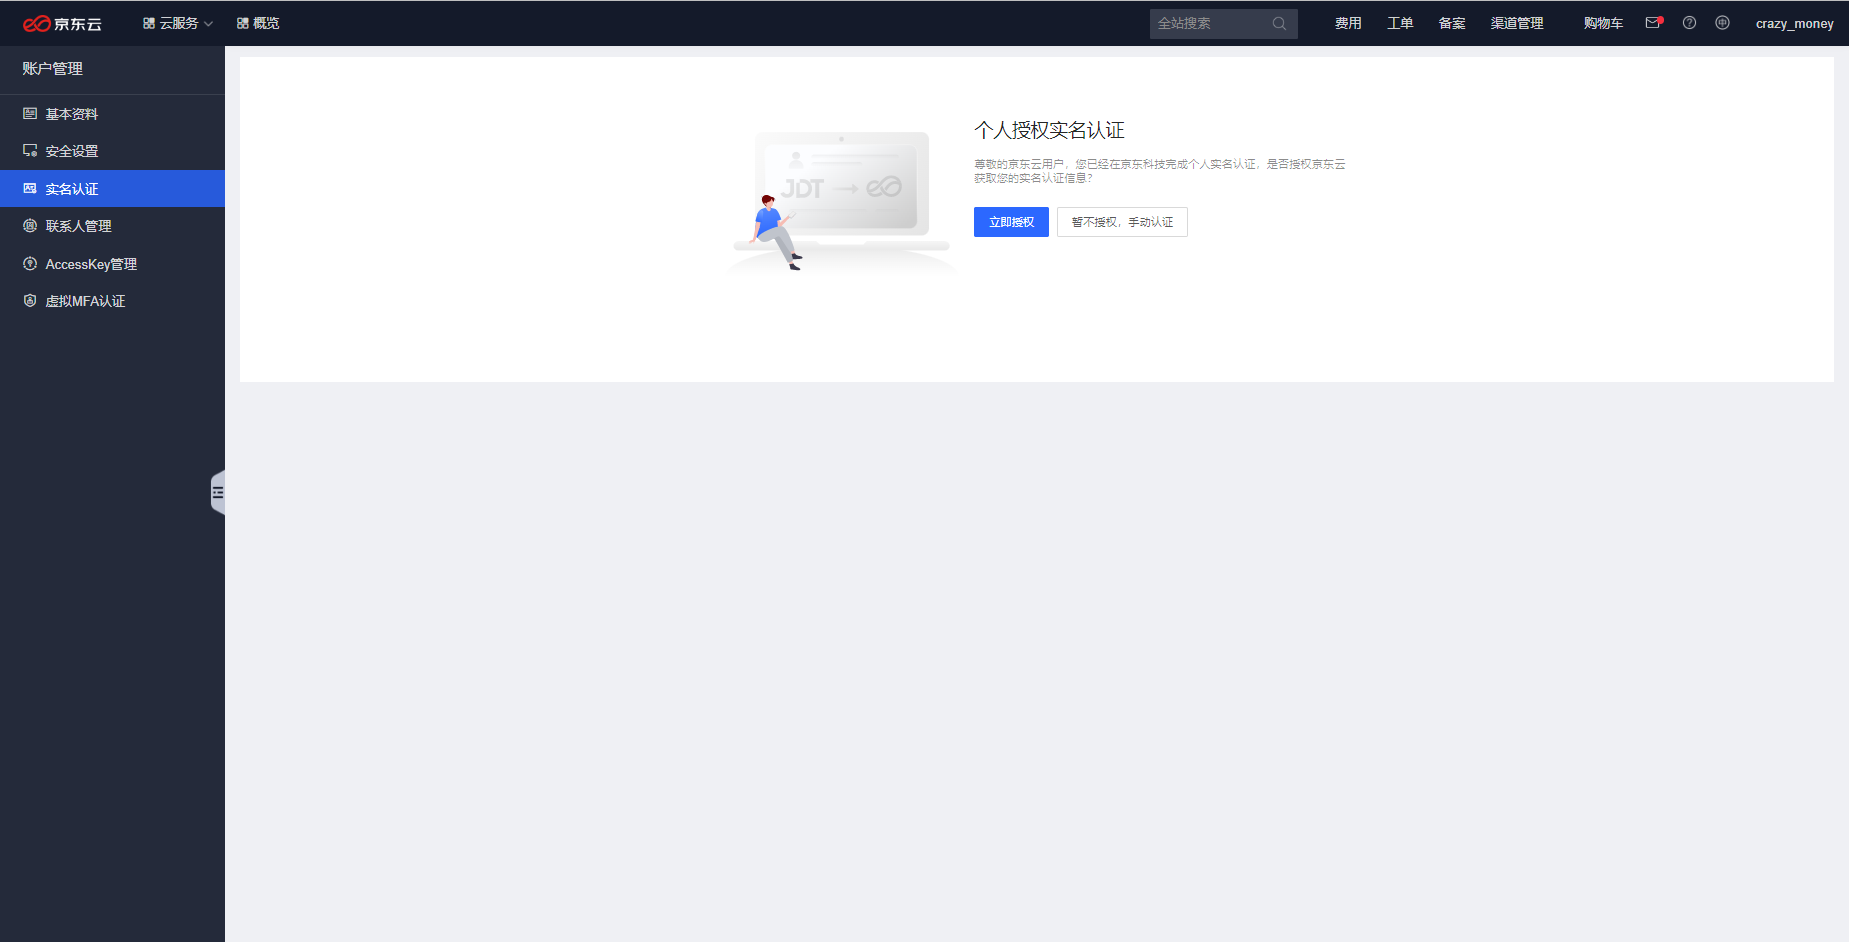 京东云
云服务
概览
全站搜索
费用
工单
备案
渠道管理
购物车
crazy_money
账户管理
基本资料
安全设置
实名认证
联系人管理
AccessKey管理
虚拟MFA认证
JDT
个人授权实名认证
尊敬的京东云用户，您已经在京东科技完成个人实名认证，是否授权京东云
获取您的实名认证信息？
立即授权
暂不授权，手动认证